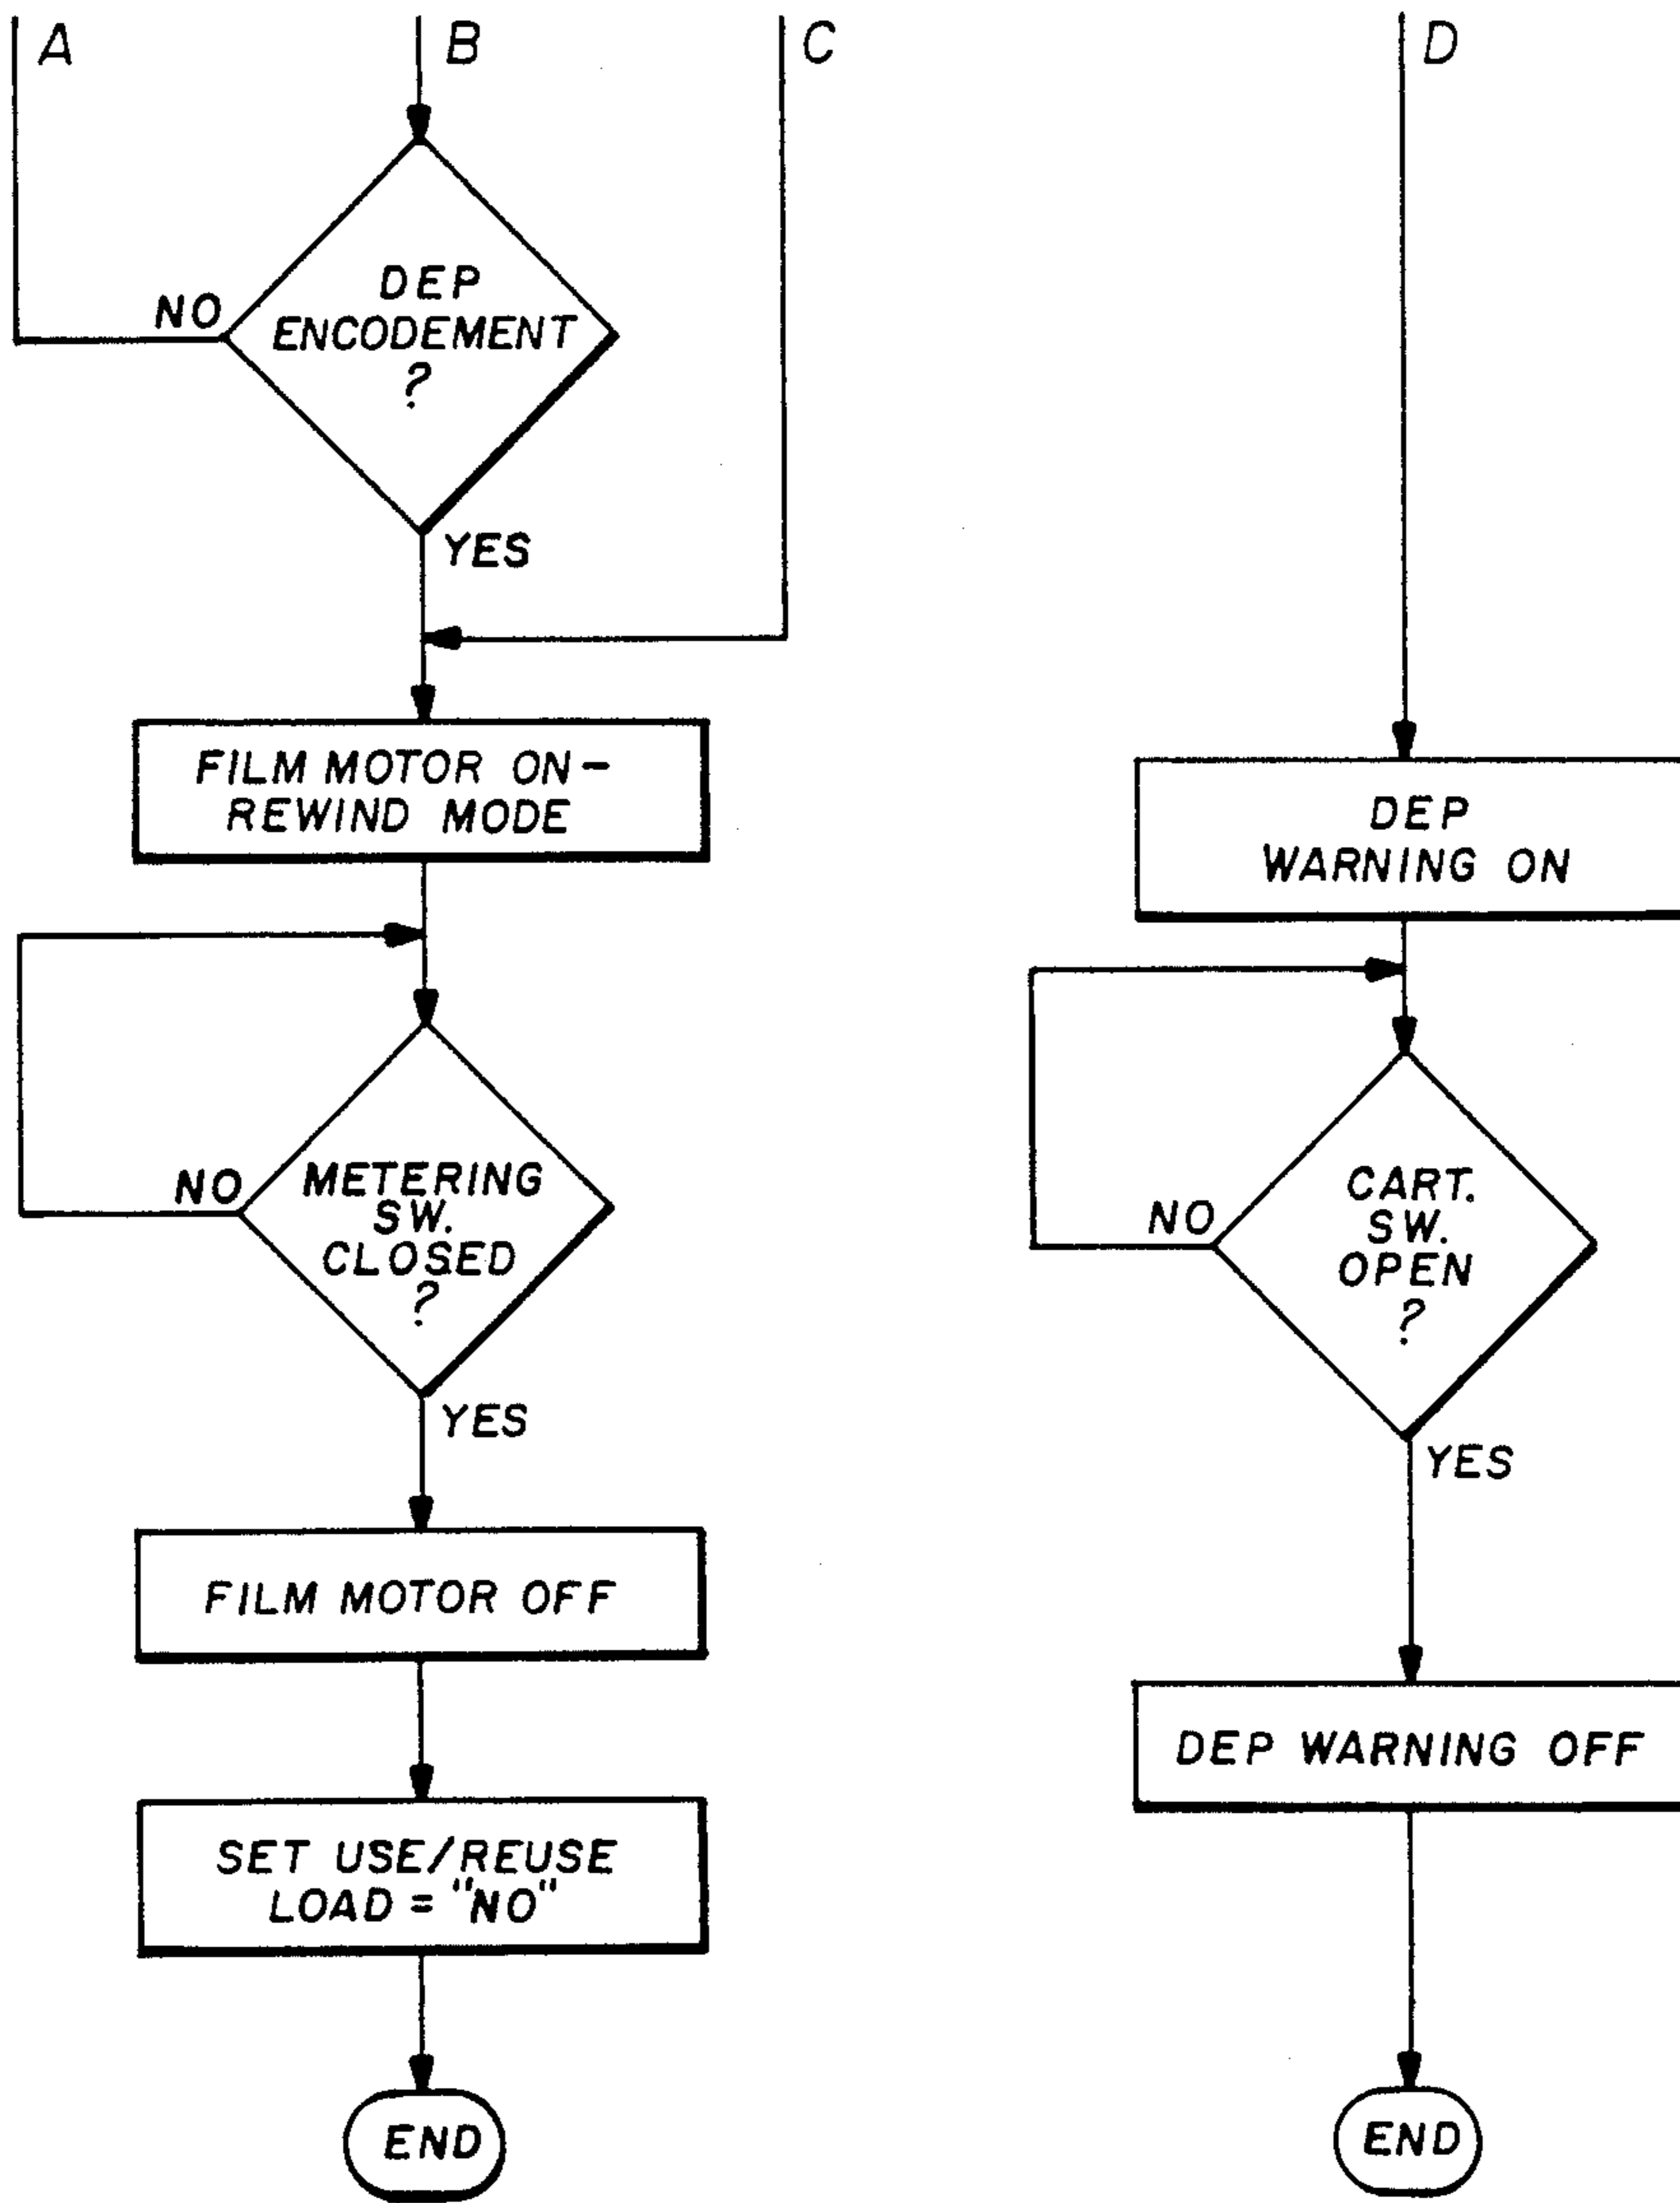 A
B
C
D
DEP
ENCODEMENT
?
NO
YES
FILM MOTOR ON-
REWIND MODE
METERING
SW.
CLOSED
?
NO
YES
FILM MOTOR OFF
SET USE/REUSE
LOAD = "NO"
END
DEP
WARNING ON
CART.
SW.
OPEN
?
NO
YES
DEP WARNING OFF
END